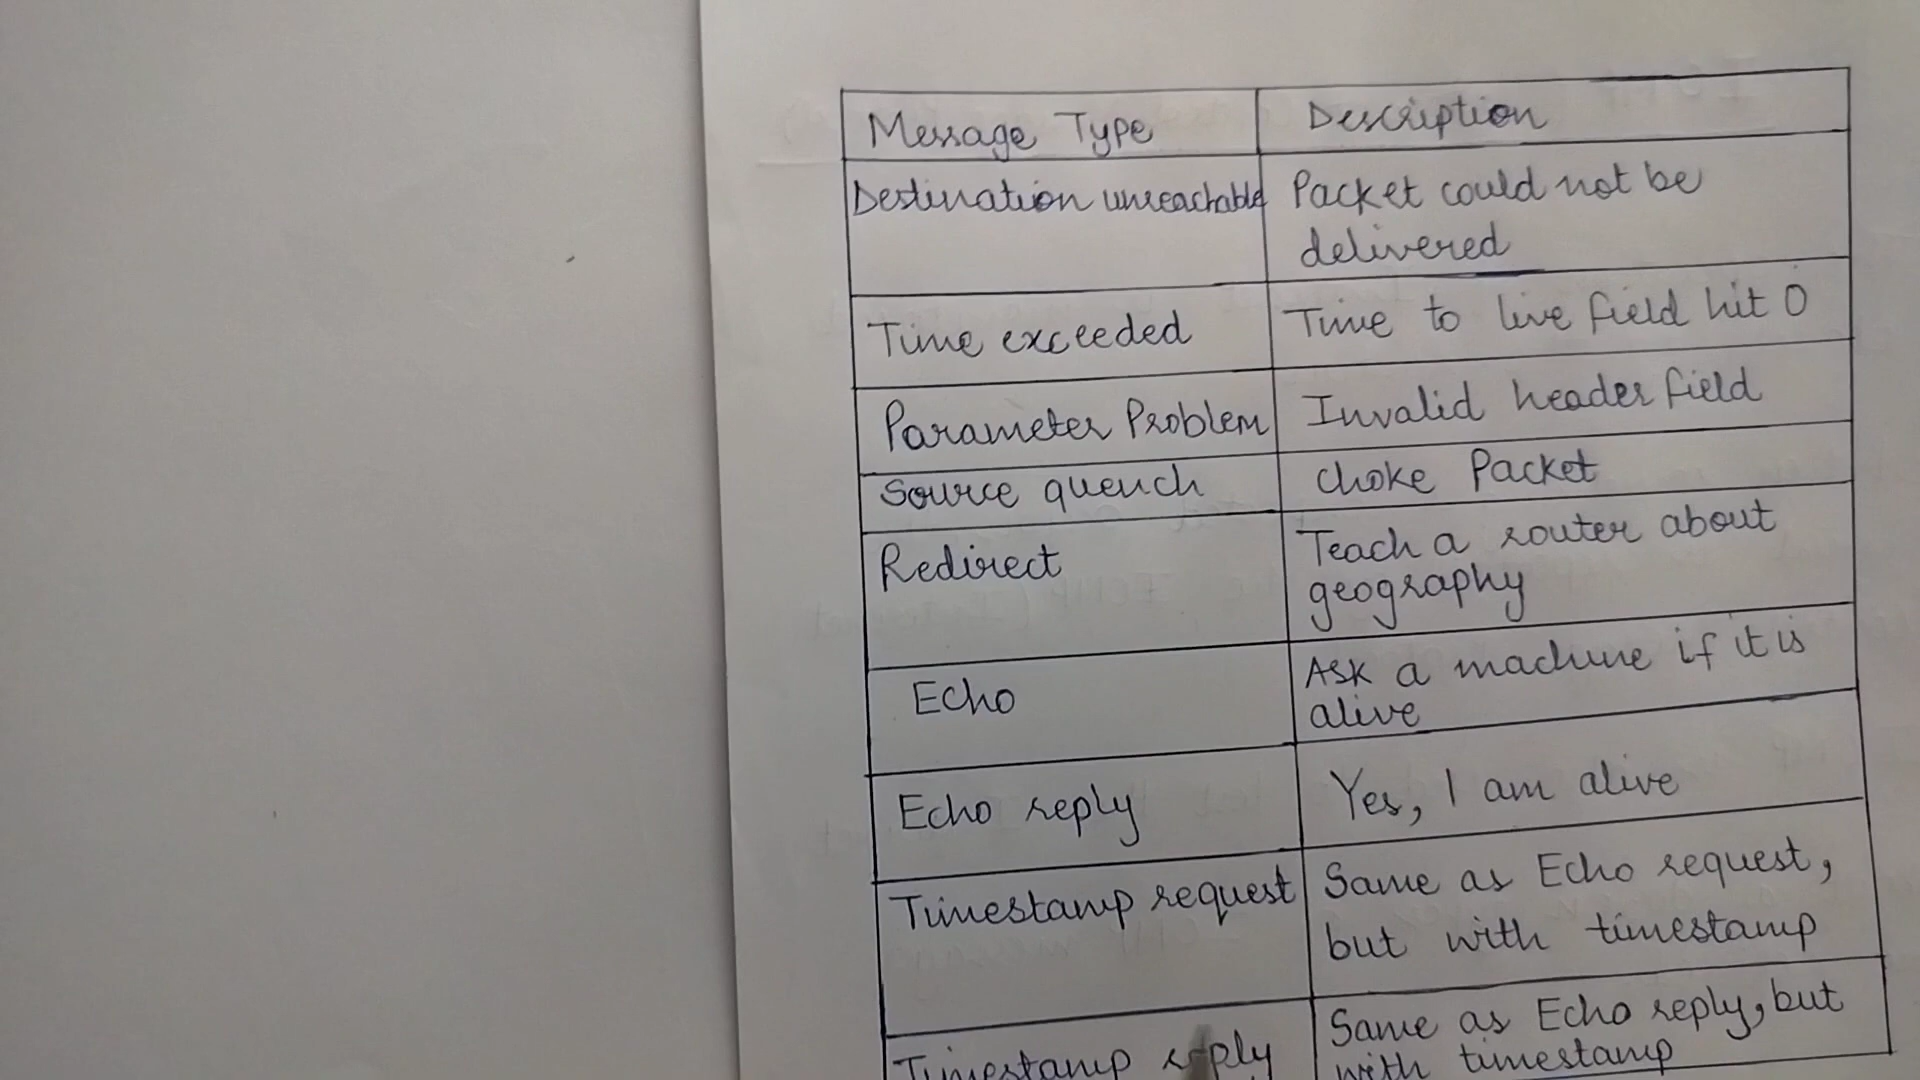 Message Type Description
Destination unreachable Packet could not be
delivered
Time exceeded Time to live field hit 0
Parameter Problem Invalid header field
Source quench Choke Packet
Redirect Teach a router about
geography
Echo Ask a machine if it is
alive
Echo reply Yes, I am alive
Timestamp request Same as Echo request,
but with timestamp
Timestamp reply Same as Echo reply, but
with timestamp